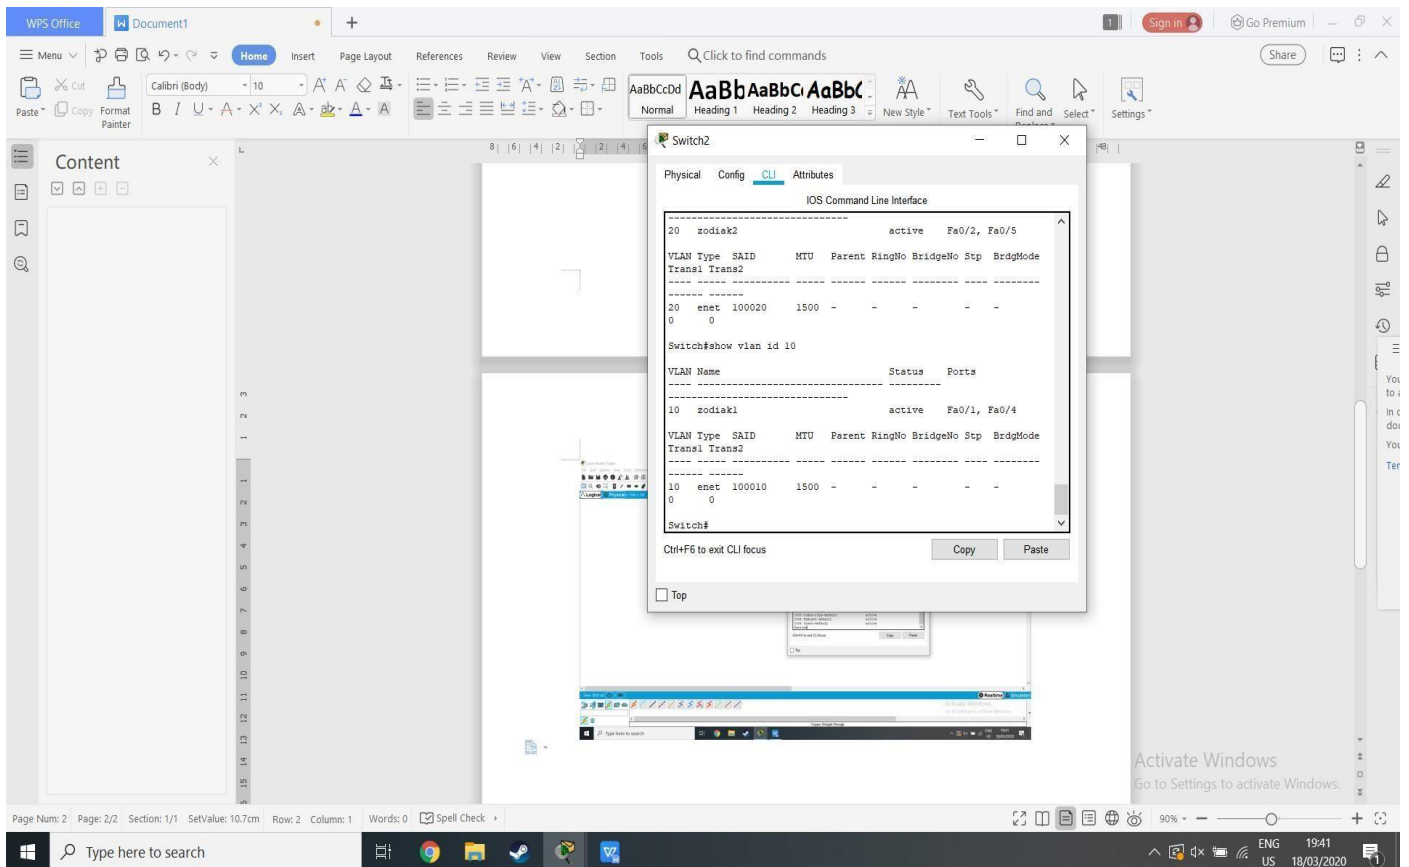 WPS Office
Document1
+
1
Sign in
Go Premium
Menu
Home
Insert
Page Layout
References
Review
View
Section
Tools
Click to find commands
Share
Paste
Cut
Copy
Format
Painter
Calibri (Body)
10
AaBbCcDd
Normal
AaBb
Heading 1
AaBbC
Heading 2
AaBb
Heading 3
New Style
Text Tools
Find and
Select
Settings
Content
Switch2
Physical Config CLI Attributes
IOS Command Line Interface
--------------------------------
20 zodiak2 active Fa0/2, Fa0/5
VLAN Type SAID MTU Parent RingNo BridgeNo Stp BrdgMode
Trans1 Trans2
---- ----- ---------- ----- ------ ------ -------- ---- --------
------ ------
20 enet 100020 1500 - - - - -
0 0
Switch#show vlan id 10
VLAN Name Status Ports
---- -------------------------------- ---------
-------------------------------
10 zodiak1 active Fa0/1, Fa0/4
VLAN Type SAID MTU Parent RingNo BridgeNo Stp BrdgMode
Trans1 Trans2
---- ----- ---------- ----- ------ ------ -------- ---- --------
------ ------
10 enet 100010 1500 - - - - -
0 0
Switch#
Ctrl+F6 to exit CLI focus
Copy
Paste
Top
Activate Windows
Go to Settings to activate Windows.
Page Num: 2 Page: 2/2 Section: 1/1 SetValue: 10.7cm Row: 2 Column: 1 Words: 0 Spell Check
90%
Type here to search
ENG
US
19:41
18/03/2020